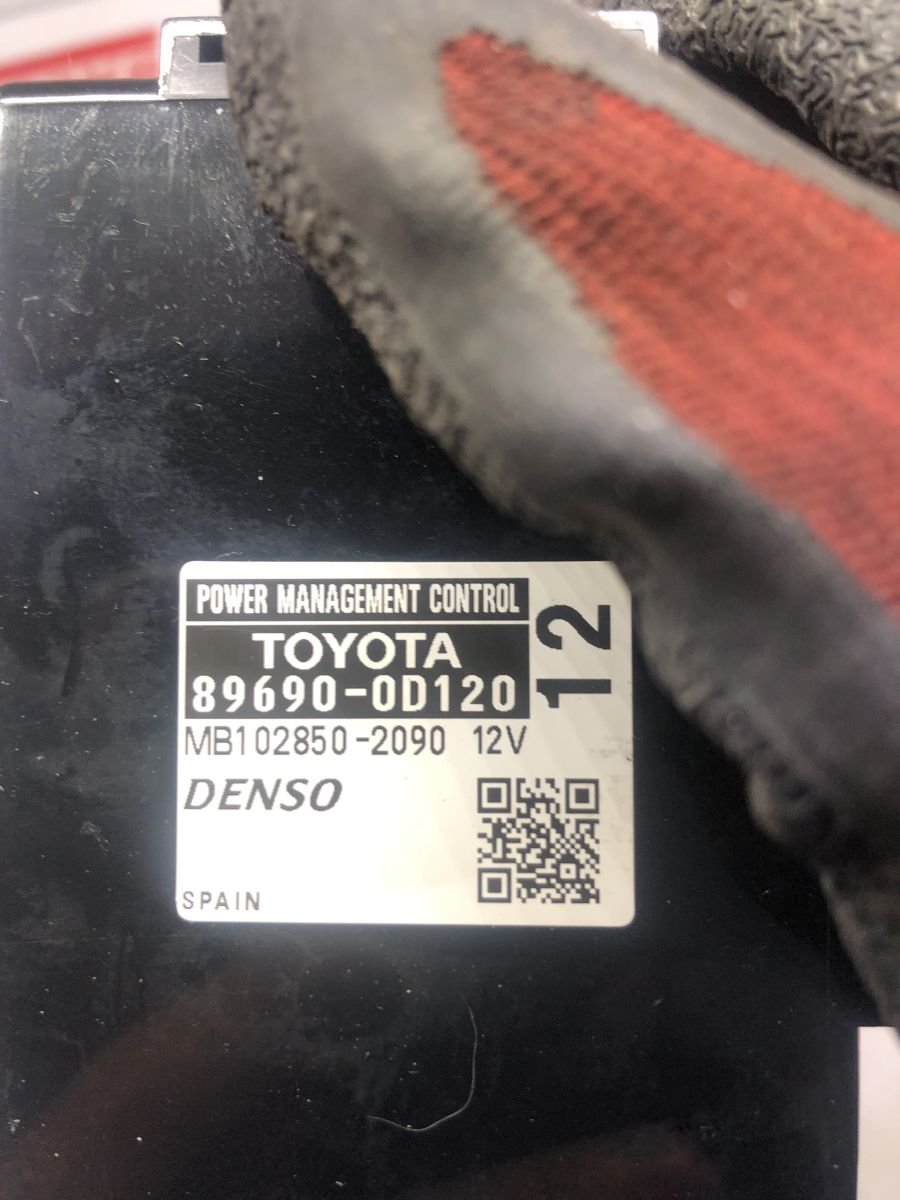 POWER MANAGEMENT CONTROL
TOYOTA
89690-0D120
12
MB102850-2090 12V
DENSO
SPAIN